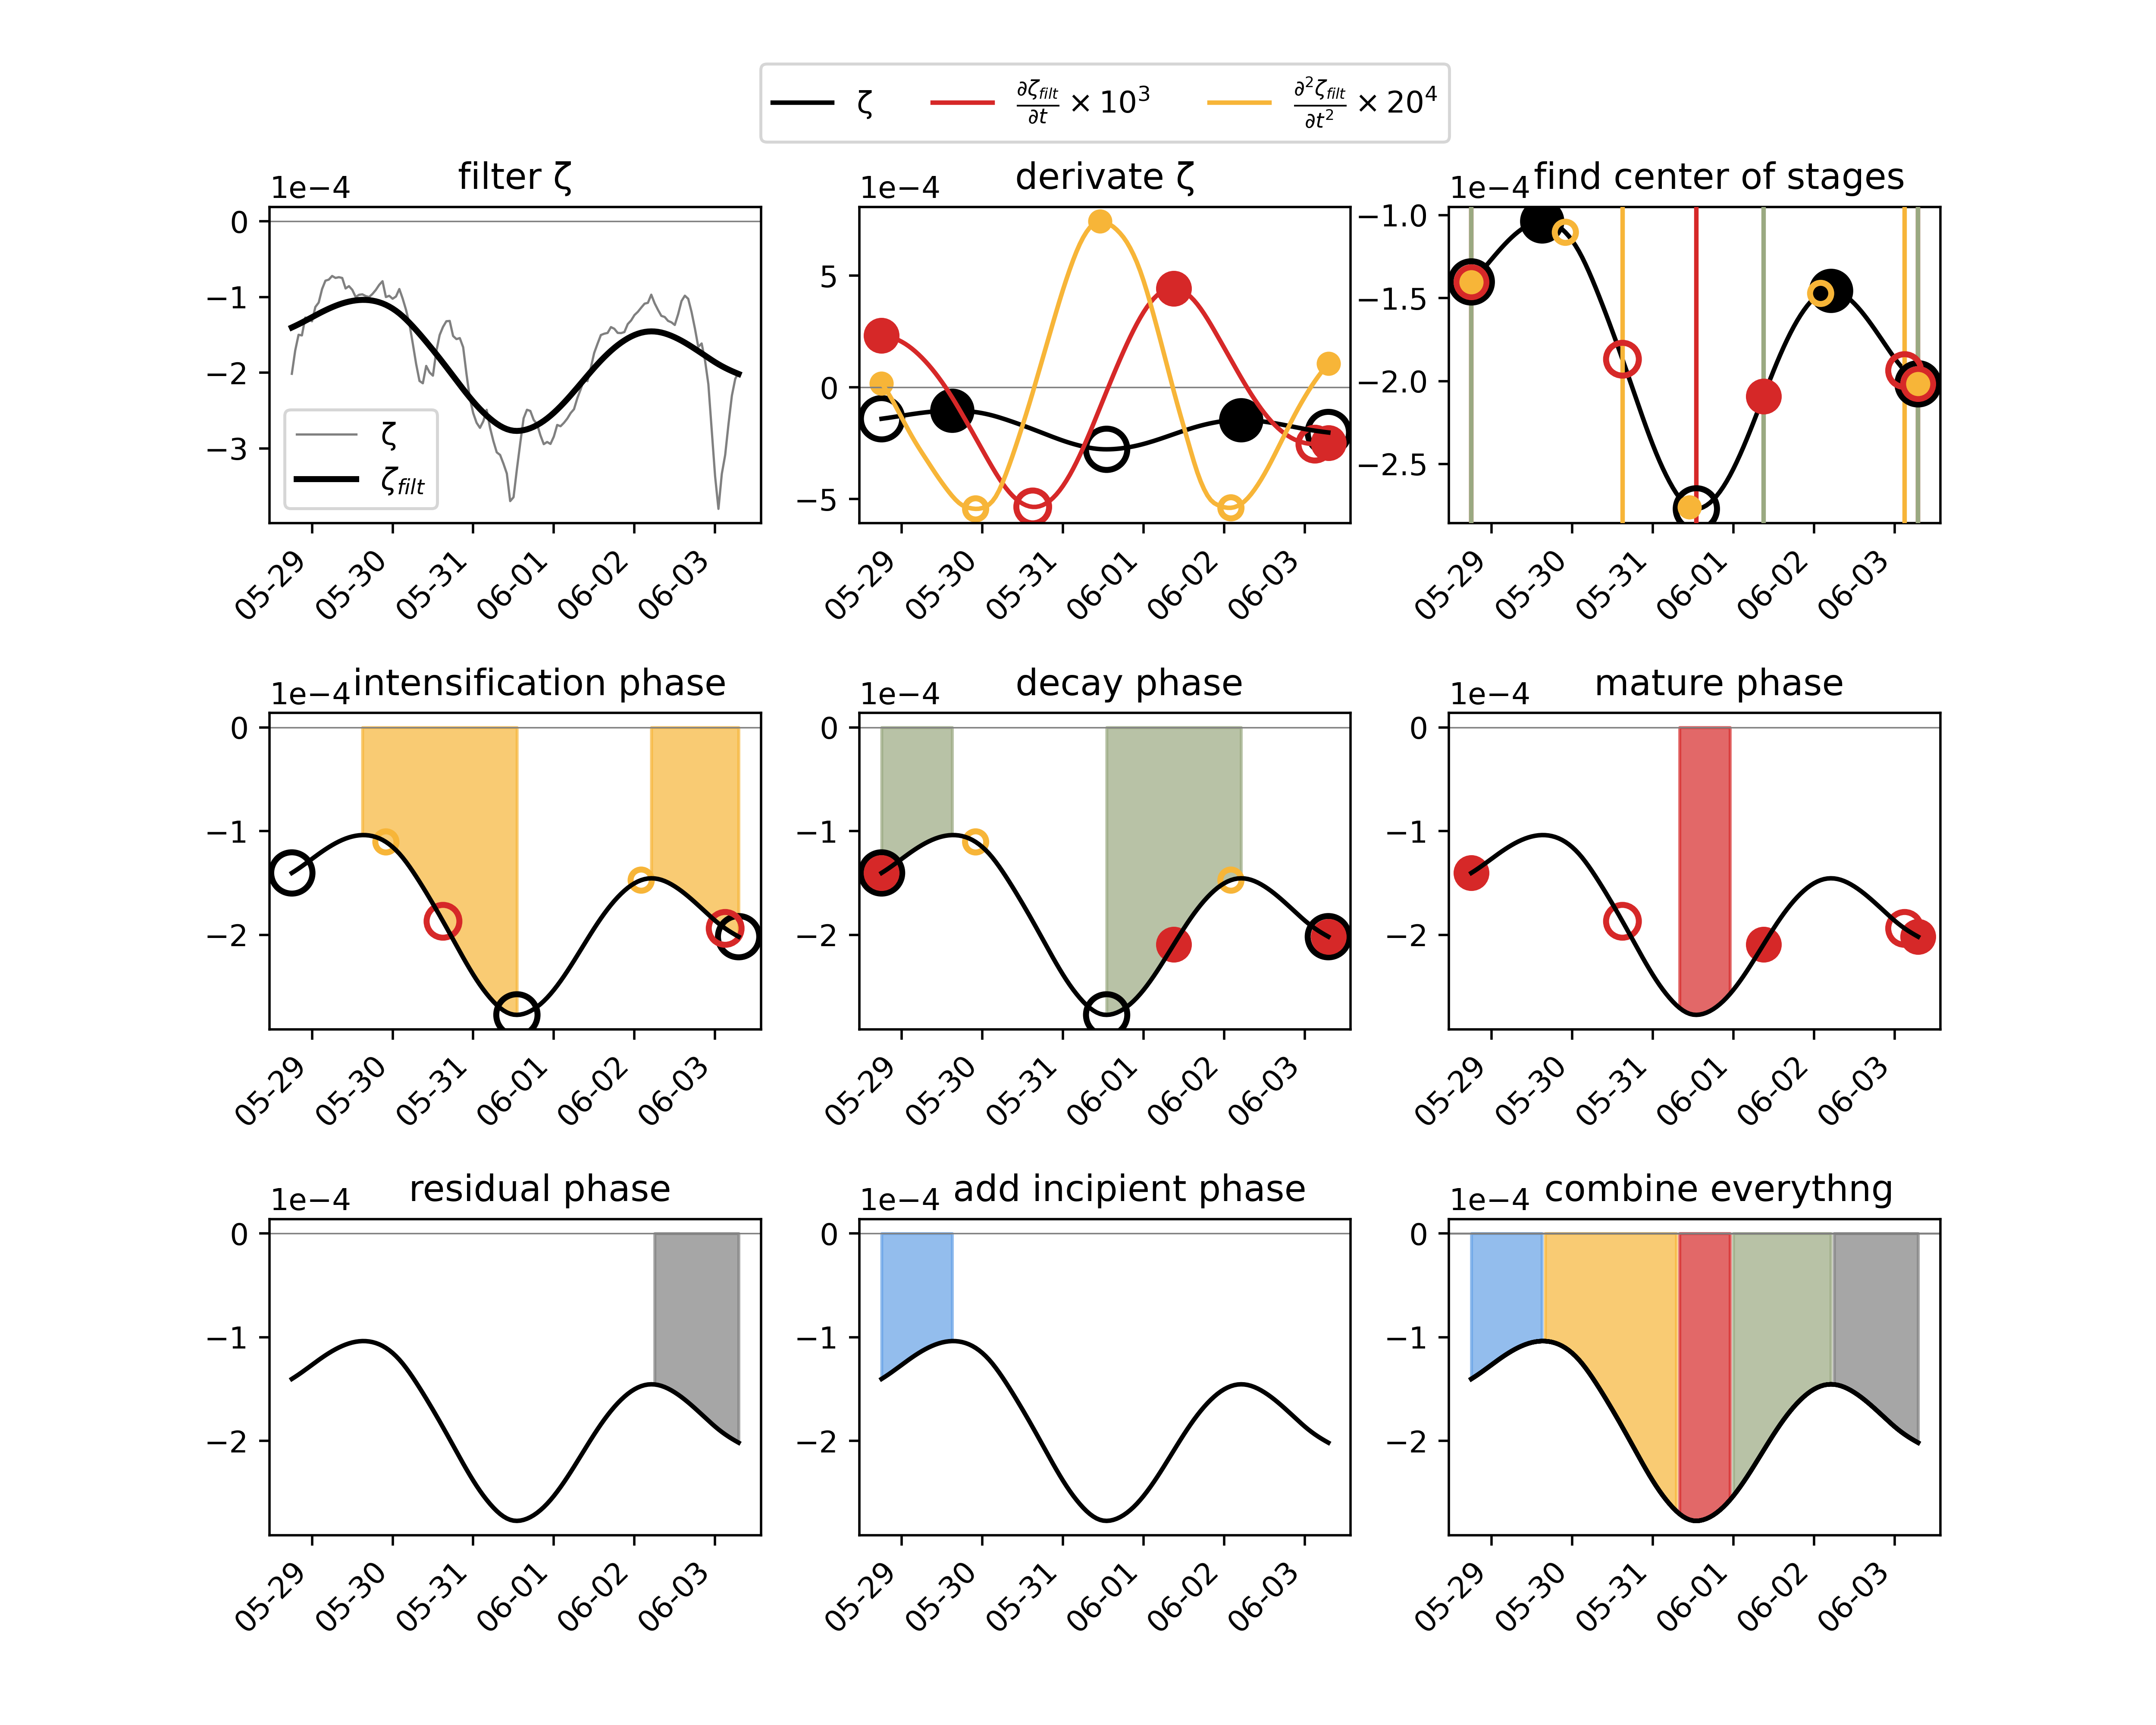 ζ ∂ζfilt/∂t × 10³ ∂²ζfilt/∂t² × 20⁴
1e−4 filter ζ
0
−1
−2
−3
ζ
ζfilt
05-29 05-30 05-31 06-01 06-02 06-03
1e−4 derivate ζ
5
0
−5
05-29 05-30 05-31 06-01 06-02 06-03
1e−4 find center of stages
−1.0
−1.5
−2.0
−2.5
05-29 05-30 05-31 06-01 06-02 06-03
1e−4 intensification phase
0
−1
−2
05-29 05-30 05-31 06-01 06-02 06-03
1e−4 decay phase
0
−1
−2
05-29 05-30 05-31 06-01 06-02 06-03
1e−4 mature phase
0
−1
−2
05-29 05-30 05-31 06-01 06-02 06-03
1e−4 residual phase
0
−1
−2
05-29 05-30 05-31 06-01 06-02 06-03
1e−4 add incipient phase
0
−1
−2
05-29 05-30 05-31 06-01 06-02 06-03
1e−4 combine everythng
0
−1
−2
05-29 05-30 05-31 06-01 06-02 06-03